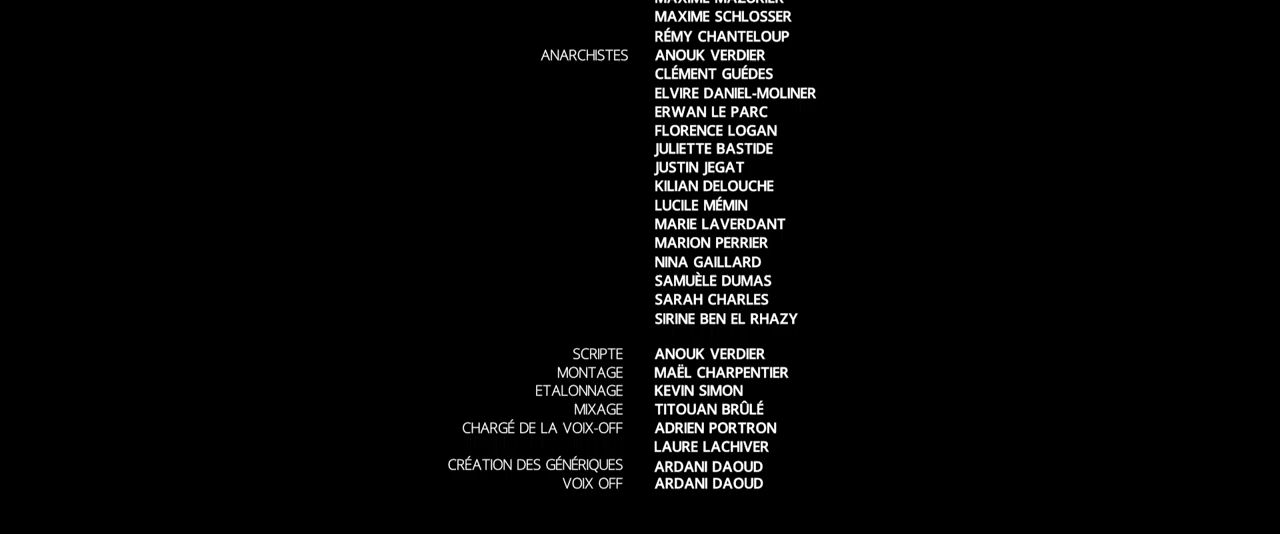 MAXIME MAZURIER
MAXIME SCHLOSSER
RÉMY CHANTELOUP
ANARCHISTES ANOUK VERDIER
CLÉMENT GUÉDES
ELVIRE DANIEL-MOLINER
ERWAN LE PARC
FLORENCE LOGAN
JULIETTE BASTIDE
JUSTIN JEGAT
KILIAN DELOUCHE
LUCILE MÉMIN
MARIE LAVERDANT
MARION PERRIER
NINA GAILLARD
SAMUÈLE DUMAS
SARAH CHARLES
SIRINE BEN EL RHAZY
SCRIPTE ANOUK VERDIER
MONTAGE MAËL CHARPENTIER
ETALONNAGE KEVIN SIMON
MIXAGE TITOUAN BRÛLÉ
CHARGÉ DE LA VOIX-OFF ADRIEN PORTRON
LAURE LACHIVER
CRÉATION DES GÉNÉRIQUES ARDANI DAOUD
VOIX OFF ARDANI DAOUD